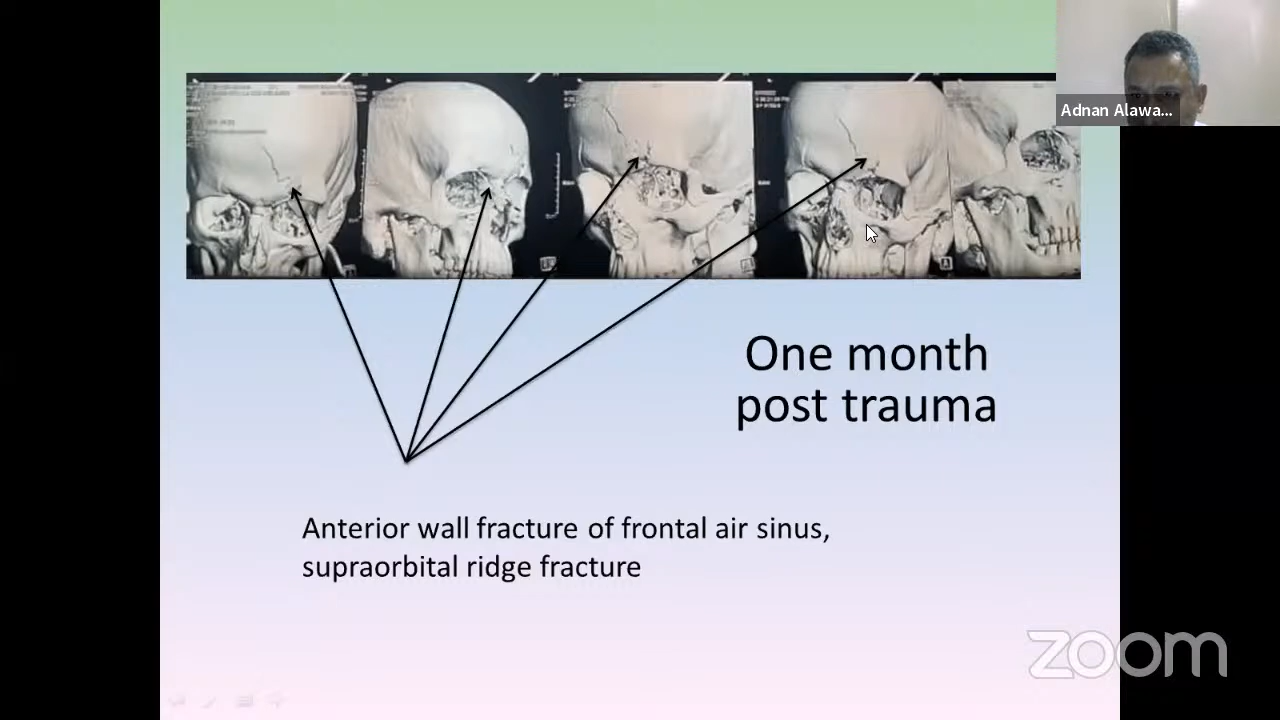 Adnan Alawa...
One month
post trauma
Anterior wall fracture of frontal air sinus,
supraorbital ridge fracture
zoom